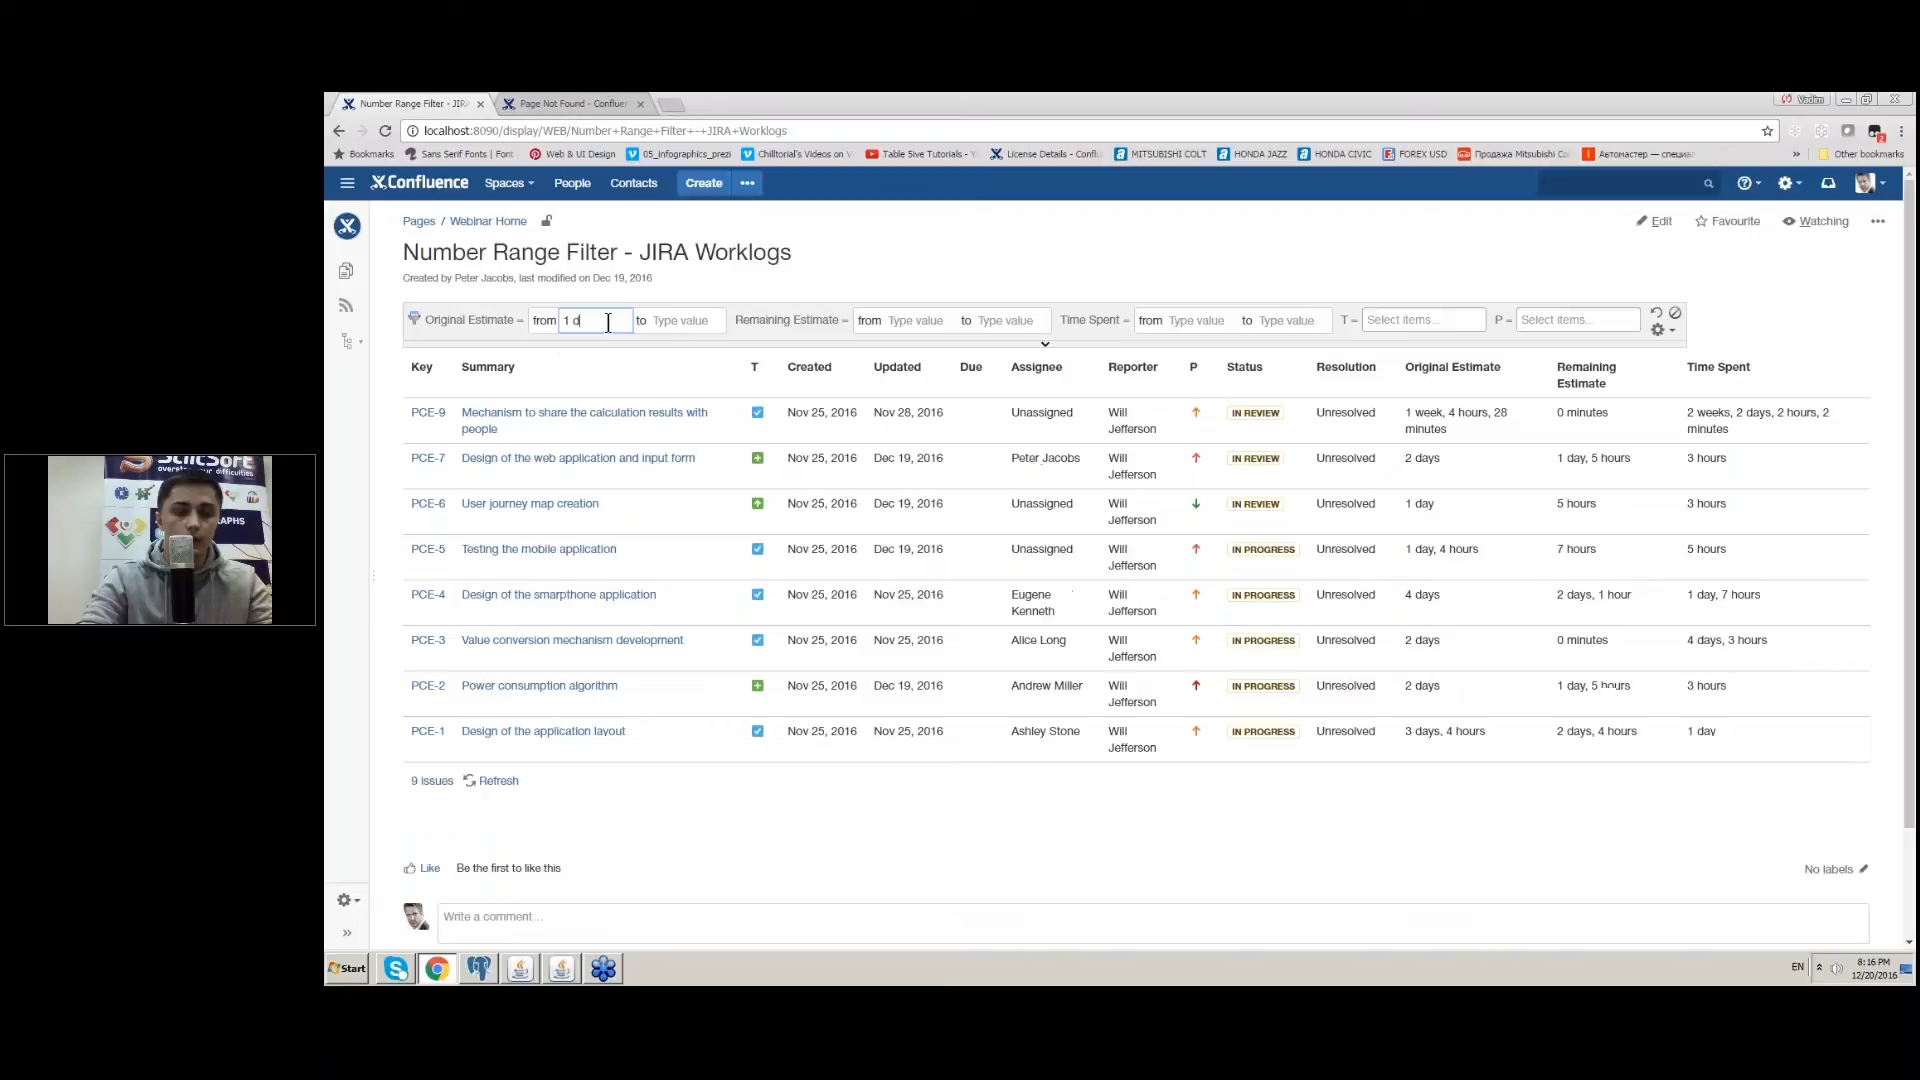 Number Range Filter - JIR
Page Not Found - Confluer
Vadim
localhost:8090/display/WEB/Number+Range+Filter+-+JIRA+Worklogs
Bookmarks
Sans Serif Fonts | Font
Web & UI Design
05_infographics_prezi
Chilltorial's Videos on V
Table 5ive Tutorials - Y
License Details - Conflu
MITSUBISHI COLT
HONDA JAZZ
HONDA CIVIC
FOREX USD
Продажа Mitsubishi Co
Автомастер — специа
»
Other bookmarks
Confluence
Spaces
People
Contacts
Create
•••
Pages / Webinar Home
Edit
Favourite
Watching
•••
Number Range Filter - JIRA Worklogs
Created by Peter Jacobs, last modified on Dec 19, 2016
Original Estimate = from 1 d to Type value Remaining Estimate = from Type value to Type value Time Spent = from Type value to Type value T = Select items... P = Select items...
Key Summary T Created Updated Due Assignee Reporter P Status Resolution Original Estimate Remaining Time Spent
Estimate
PCE-9 Mechanism to share the calculation results with Nov 25, 2016 Nov 28, 2016 Unassigned Will IN REVIEW Unresolved 1 week, 4 hours, 28 0 minutes 2 weeks, 2 days, 2 hours, 2
people Jefferson minutes minutes
PCE-7 Design of the web application and input form Nov 25, 2016 Dec 19, 2016 Peter Jacobs Will IN REVIEW Unresolved 2 days 1 day, 5 hours 3 hours
Jefferson
PCE-6 User journey map creation Nov 25, 2016 Dec 19, 2016 Unassigned Will IN REVIEW Unresolved 1 day 5 hours 3 hours
Jefferson
PCE-5 Testing the mobile application Nov 25, 2016 Dec 19, 2016 Unassigned Will IN PROGRESS Unresolved 1 day, 4 hours 7 hours 5 hours
Jefferson
PCE-4 Design of the smarpthone application Nov 25, 2016 Nov 25, 2016 Eugene Will IN PROGRESS Unresolved 4 days 2 days, 1 hour 1 day, 7 hours
Kenneth Jefferson
PCE-3 Value conversion mechanism development Nov 25, 2016 Nov 25, 2016 Alice Long Will IN PROGRESS Unresolved 2 days 0 minutes 4 days, 3 hours
Jefferson
PCE-2 Power consumption algorithm Nov 25, 2016 Dec 19, 2016 Andrew Miller Will IN PROGRESS Unresolved 2 days 1 day, 5 hours 3 hours
Jefferson
PCE-1 Design of the application layout Nov 25, 2016 Nov 25, 2016 Ashley Stone Will IN PROGRESS Unresolved 3 days, 4 hours 2 days, 4 hours 1 day
Jefferson
9 issues Refresh
Like Be the first to like this
No labels
Write a comment...
»
Start
EN
8:16 PM
12/20/2016
StiltSoft
difficulties